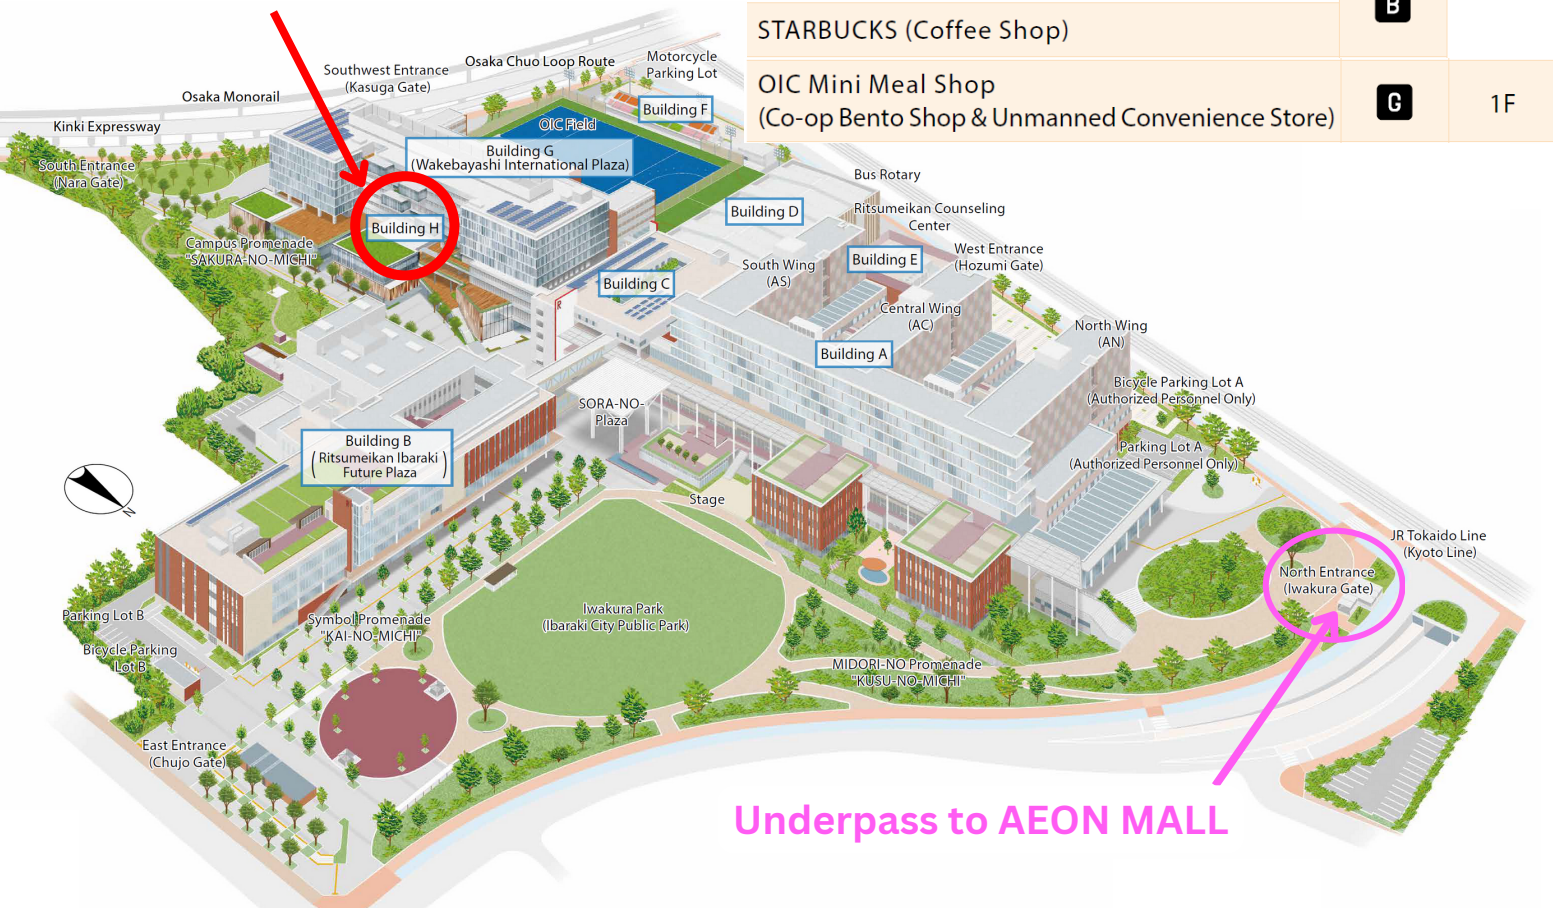 B
STARBUCKS (Coffee Shop)
OIC Mini Meal Shop
(Co-op Bento Shop & Unmanned Convenience Store)
G
1F
Osaka Chuo Loop Route
Motorcycle
Parking Lot
Southwest Entrance
(Kasuga Gate)
Osaka Monorail
Building F
Kinki Expressway
OIC Field
Building G
(Wakebayashi International Plaza)
South Entrance
(Nara Gate)
Bus Rotary
Building D
Ritsumeikan Counseling
Center
Building H
Campus Promenade
"SAKURA-NO-MICHI"
West Entrance
(Hozumi Gate)
Building E
South Wing
(AS)
Building C
R
Central Wing
(AC)
North Wing
(AN)
Building A
Bicycle Parking Lot A
(Authorized Personnel Only)
SORA-NO-
Plaza
Building B
(Ritsumeikan Ibaraki
Future Plaza)
Parking Lot A
(Authorized Personnel Only)
Stage
N
JR Tokaido Line
(Kyoto Line)
North Entrance
(Iwakura Gate)
Iwakura Park
(Ibaraki City Public Park)
Parking Lot B
Symbol Promenade
"KAI-NO-MICHI"
Bicycle Parking
Lot B
MIDORI-NO Promenade
"KUSU-NO-MICHI"
East Entrance
(Chujo Gate)
Underpass to AEON MALL